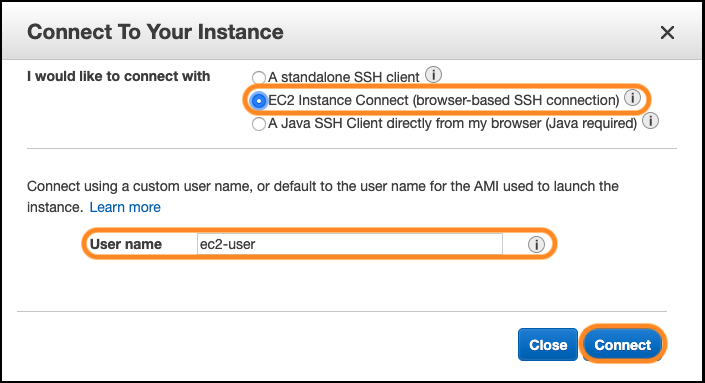 Connect To Your Instance
I would like to connect with
A standalone SSH client
EC2 Instance Connect (browser-based SSH connection)
A Java SSH Client directly from my browser (Java required)
Connect using a custom user name, or default to the user name for the AMI used to launch the
instance. Learn more
User name ec2-user
Close Connect